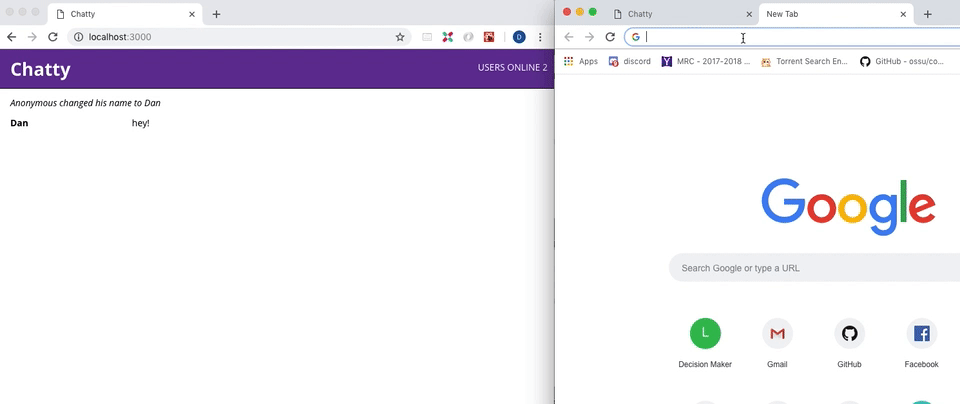 Chatty
localhost:3000
D
Chatty
USERS ONLINE 2
Anonymous changed his name to Dan
Dan hey!
Chatty
New Tab
Apps discord MRC - 2017-2018 ... Torrent Search En... GitHub - ossu/co...
Google
Search Google or type a URL
L
Decision Maker Gmail GitHub Facebook